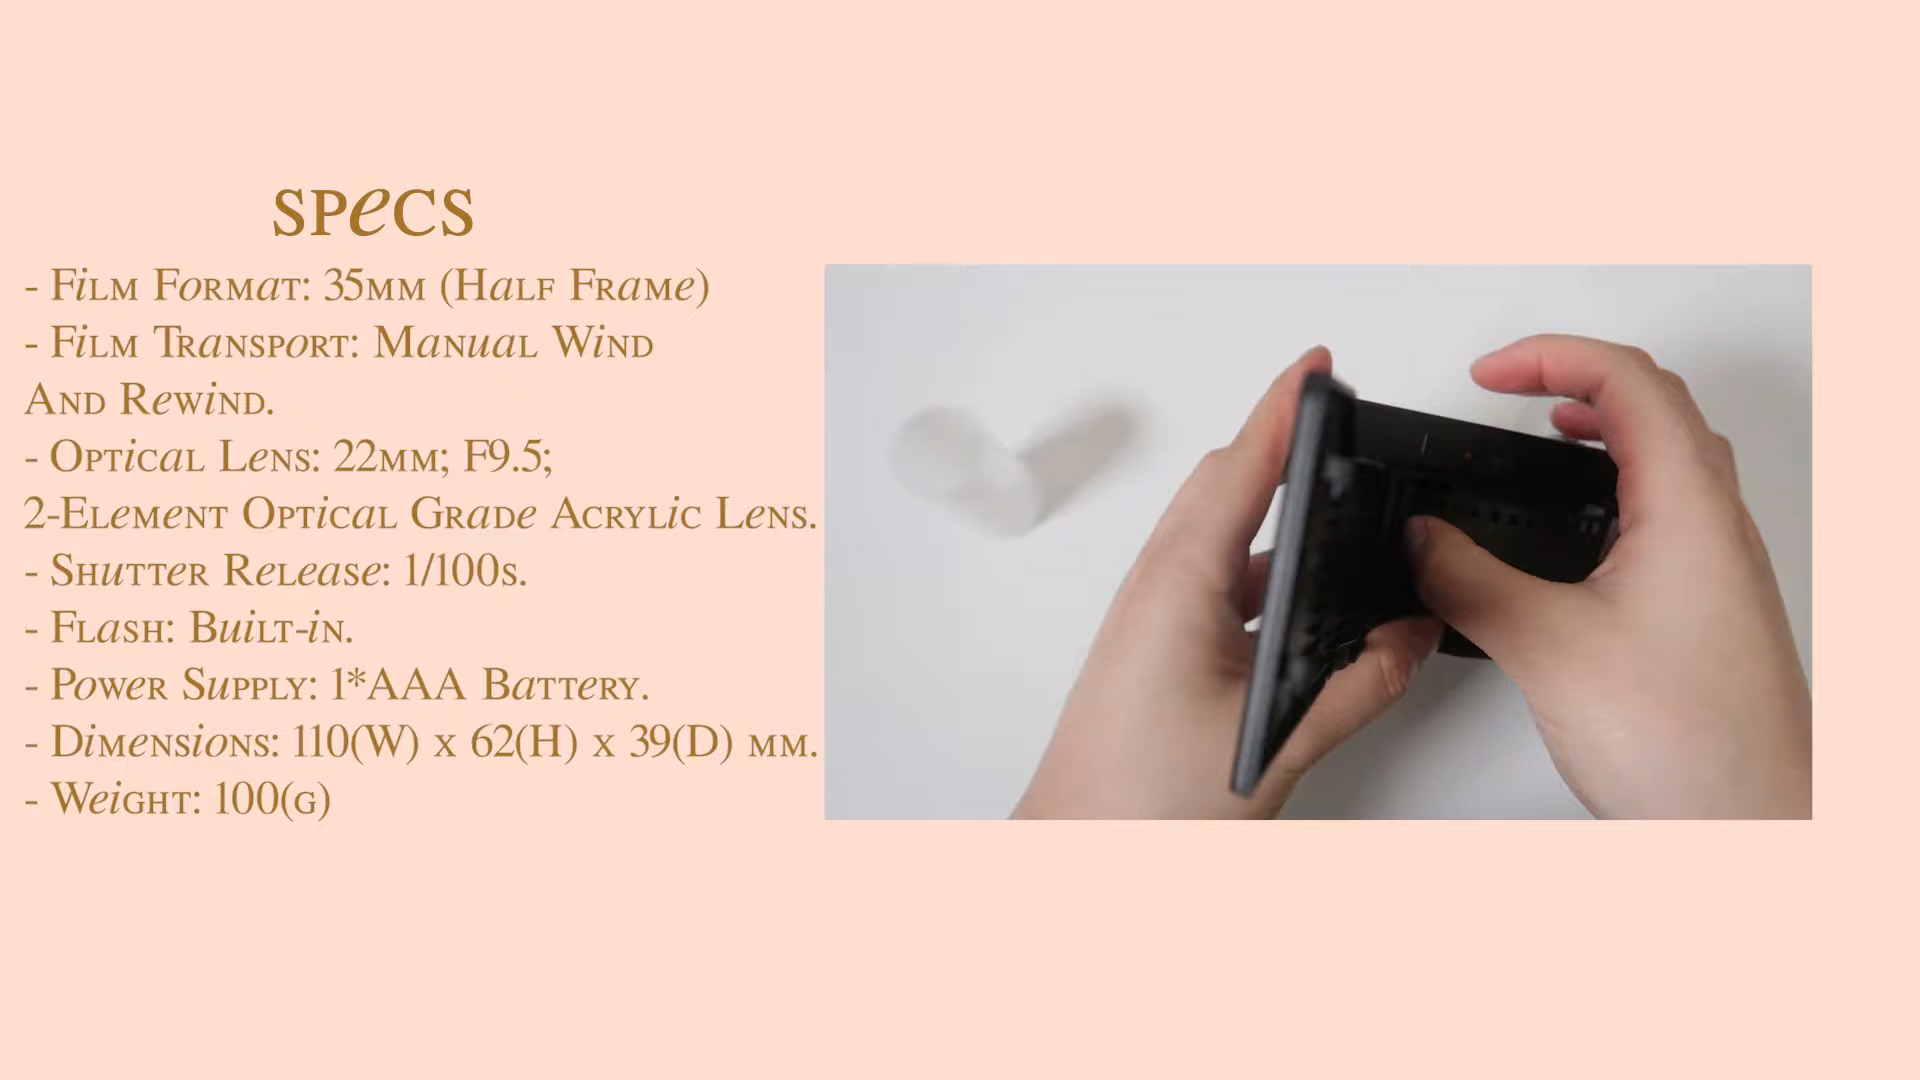 SPeCS
- Film Format: 35mm (Half Frame)
- Film Transport: Manual Wind
And Rewind.
- Optical Lens: 22mm; F9.5;
2-Element Optical Grade Acrylic Lens.
- Shutter Release: 1/100s.
- Flash: Built-in.
- Power Supply: 1*AAA Battery.
- Dimensions: 110(W) x 62(H) x 39(D) mm.
- Weight: 100(g)